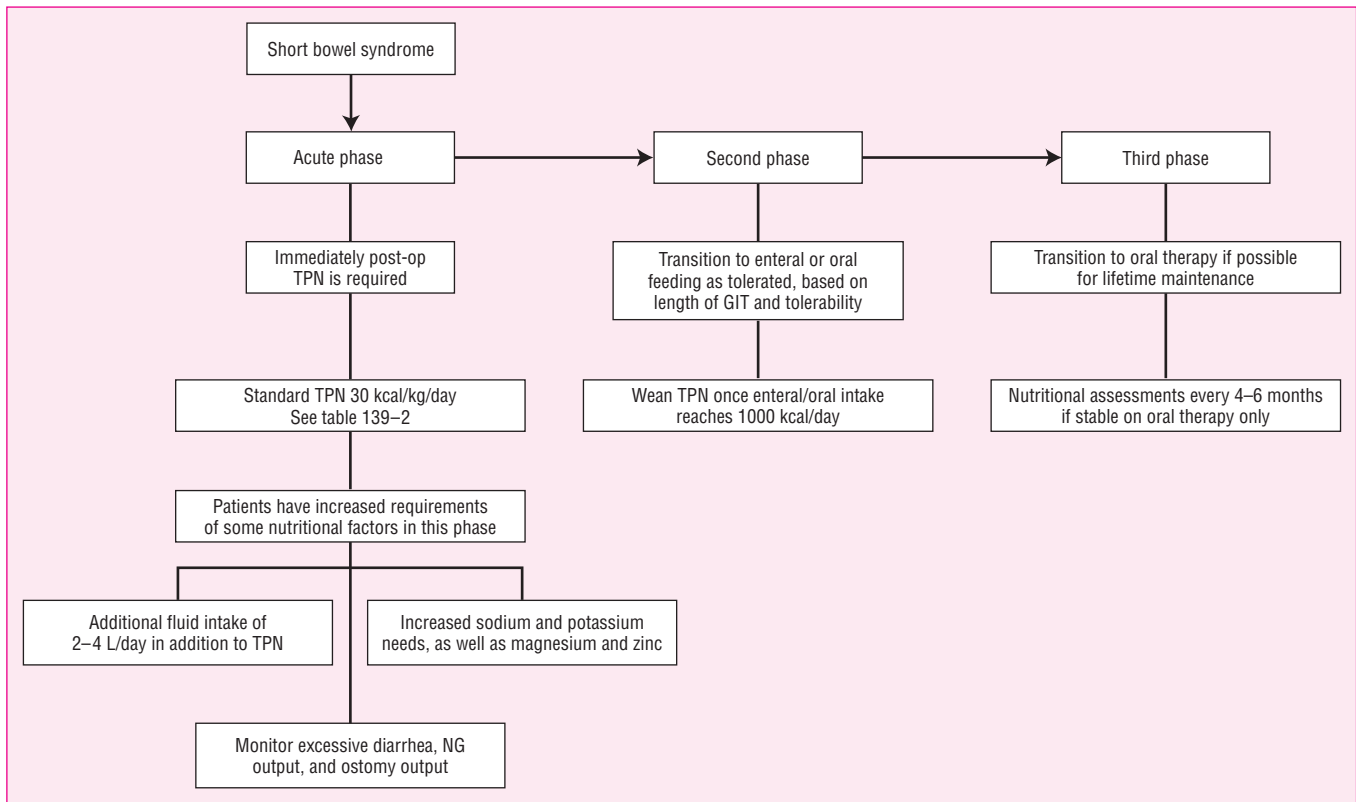 Short bowel syndrome
Acute phase
Second phase
Third phase
Immediately post-op
TPN is required
Transition to enteral or oral
feeding as tolerated, based on
length of GIT and tolerability
Transition to oral therapy if possible
for lifetime maintenance
Standard TPN 30 kcal/kg/day
See table 139–2
Wean TPN once enteral/oral intake
reaches 1000 kcal/day
Nutritional assessments every 4–6 months
if stable on oral therapy only
Patients have increased requirements
of some nutritional factors in this phase
Additional fluid intake of
2–4 L/day in addition to TPN
Increased sodium and potassium
needs, as well as magnesium and zinc
Monitor excessive diarrhea, NG
output, and ostomy output